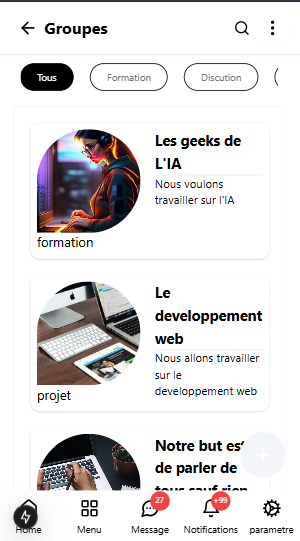 Groupes
Tous
Formation
Discution
Les geeks de
L'IA
Nous voulons
travailler sur l'IA
formation
Le
developpement
web
Nous allons travailler
sur le
developpement web
projet
Notre but est
de parler de
tous sauf rien
27
+99
Home
Menu
Message
Notifications
parametre